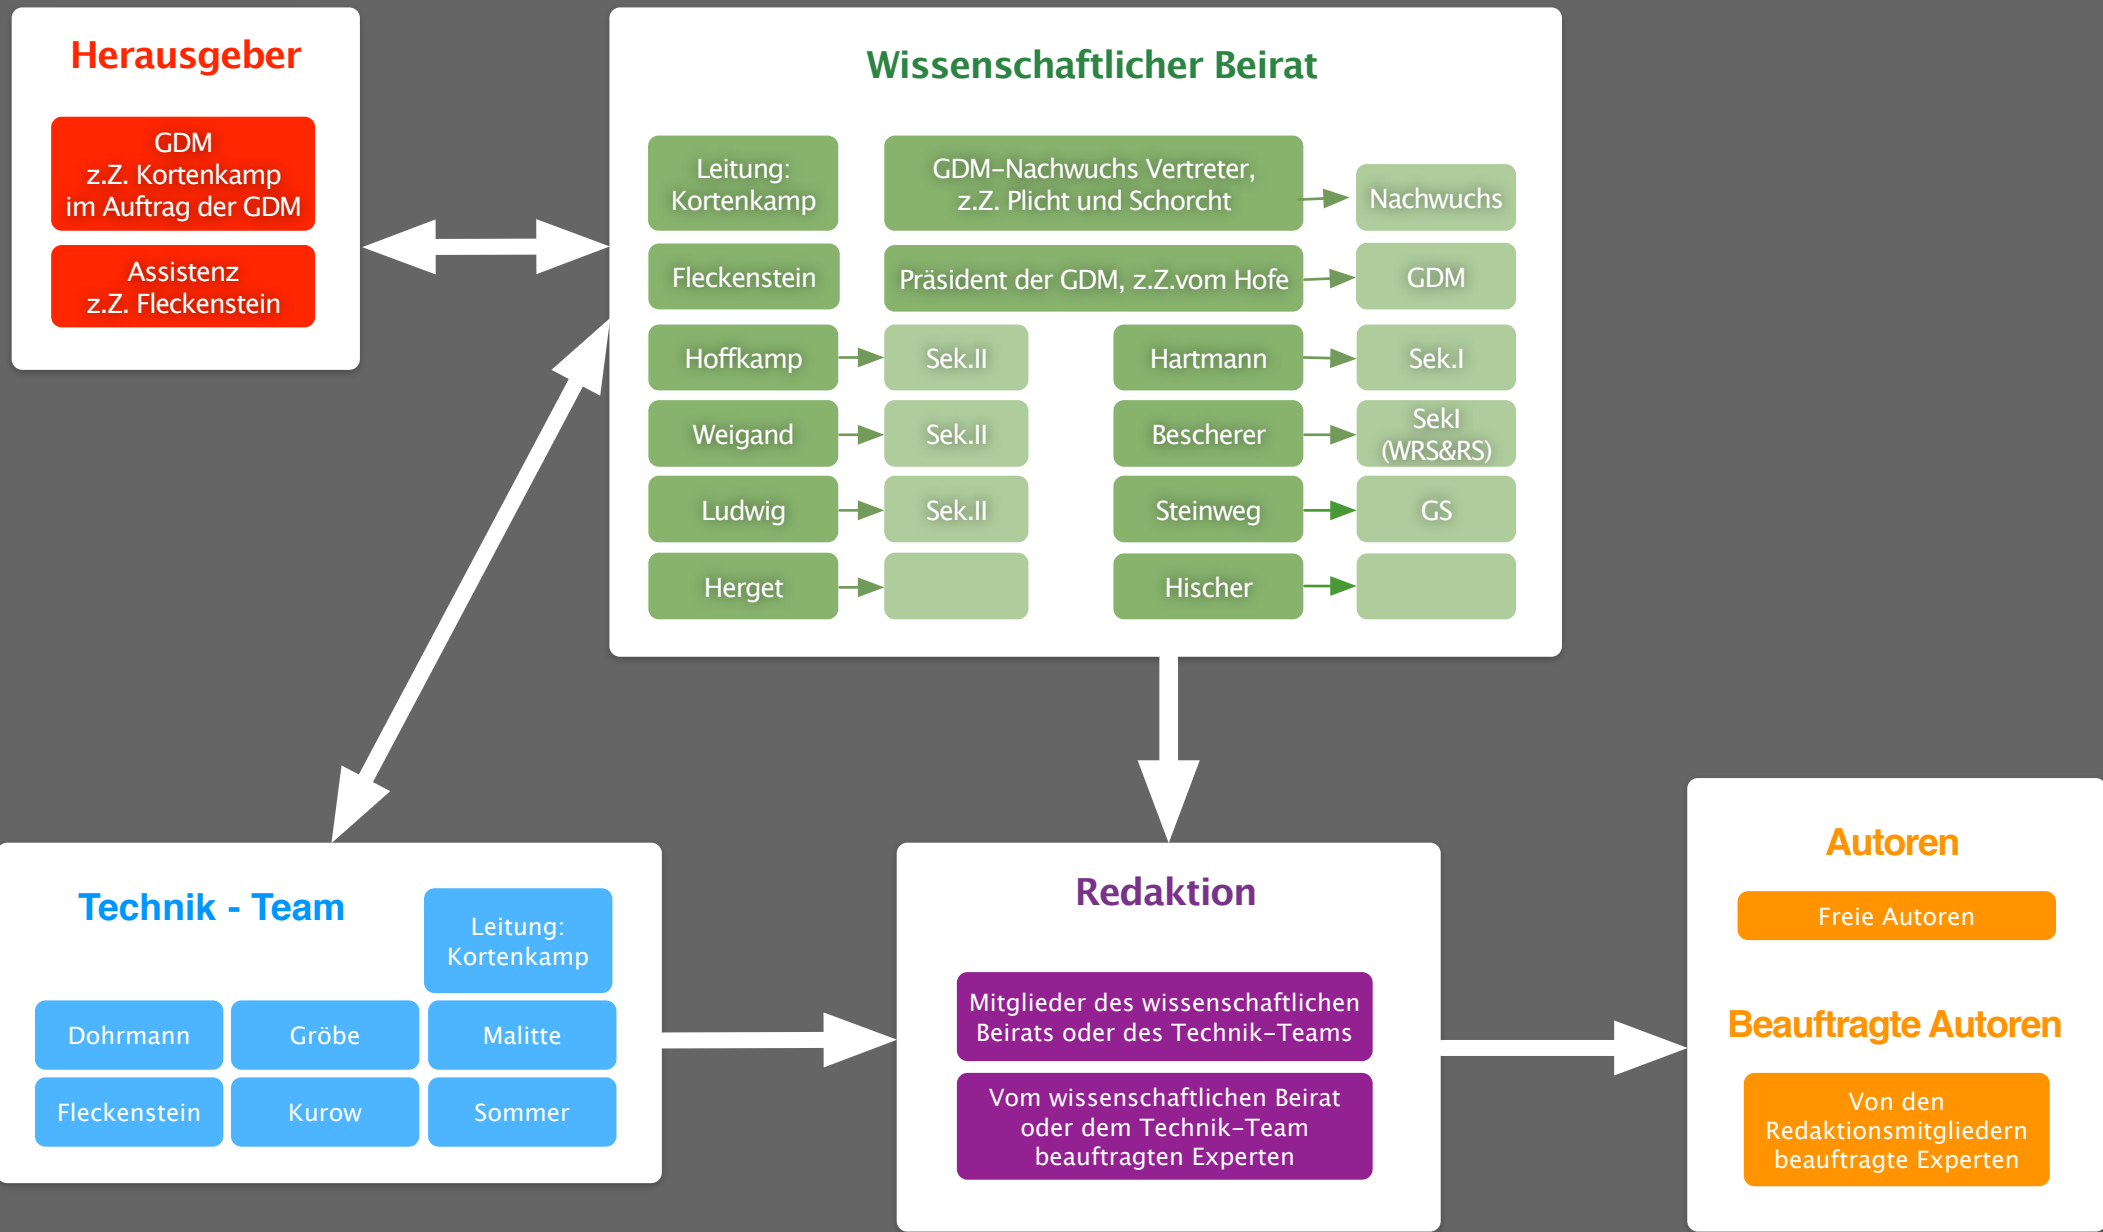 Herausgeber
GDM
z.Z. Kortenkamp
im Auftrag der GDM
Assistenz
z.Z. Fleckenstein
Wissenschaftlicher Beirat
Leitung:
Kortenkamp
GDM-Nachwuchs Vertreter,
z.Z. Plicht und Schorcht
Nachwuchs
Fleckenstein
Präsident der GDM, z.Z.vom Hofe
GDM
Hoffkamp
Sek.II
Hartmann
Sek.I
Weigand
Sek.II
Bescherer
SekI
(WRS&RS)
Ludwig
Sek.II
Steinweg
GS
Herget
Hischer
Technik - Team
Leitung:
Kortenkamp
Dohrmann
Gröbe
Malitte
Fleckenstein
Kurow
Sommer
Redaktion
Mitglieder des wissenschaftlichen
Beirats oder des Technik-Teams
Vom wissenschaftlichen Beirat
oder dem Technik-Team
beauftragten Experten
Autoren
Freie Autoren
Beauftragte Autoren
Von den
Redaktionsmitgliedern
beauftragte Experten